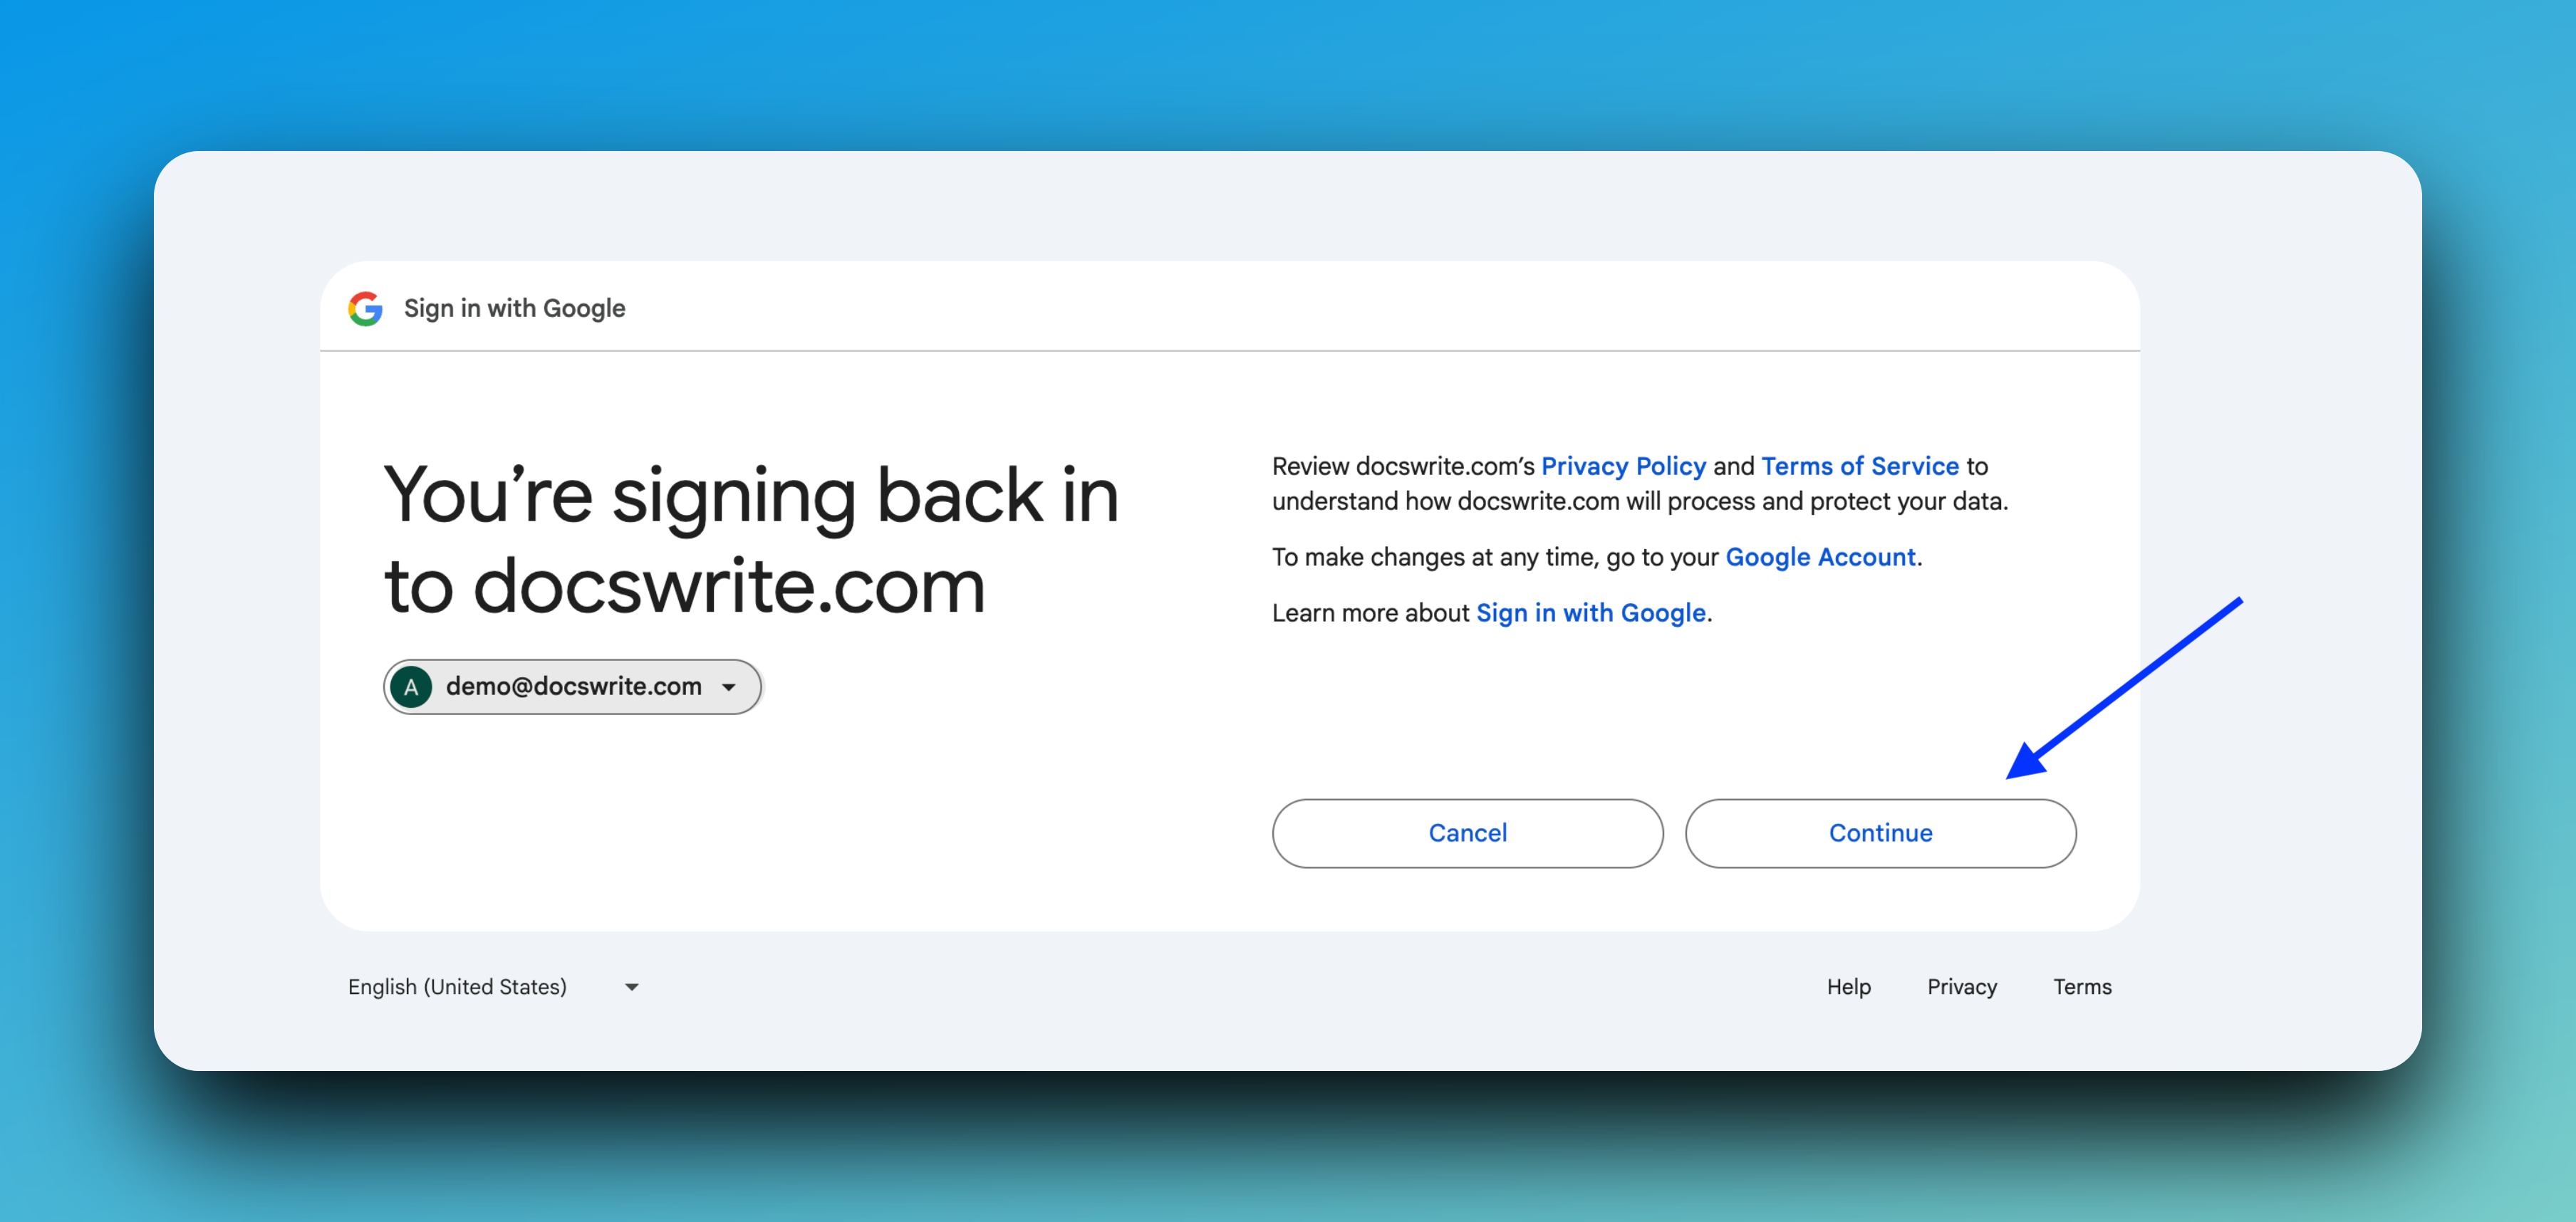 Sign in with Google
You’re signing back in
to docswrite.com
A demo@docswrite.com
Review docswrite.com’s Privacy Policy and Terms of Service to
understand how docswrite.com will process and protect your data.
To make changes at any time, go to your Google Account.
Learn more about Sign in with Google.
Cancel
Continue
English (United States)
Help
Privacy
Terms